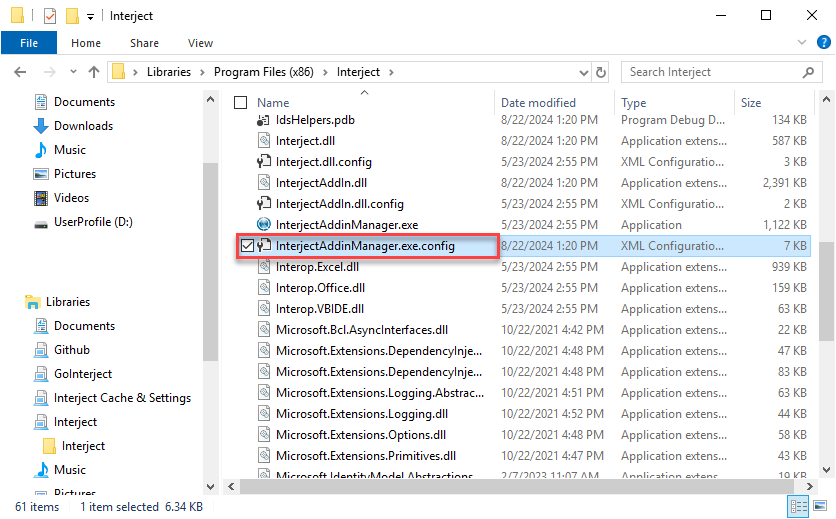 Interject
File Home Share View
Libraries Program Files (x86) Interject
Search Interject
Documents
Downloads
Music
Pictures
Videos
UserProfile (D:)
Libraries
Documents
Github
GoInterject
Interject Cache & Settings
Interject
Interject
Music
Pictures
Name Date modified Type Size
IdsHelpers.pdb 8/22/2024 1:20 PM Program Debug D... 134 KB
Interject.dll 8/22/2024 1:20 PM Application extens... 587 KB
Interject.dll.config 5/23/2024 2:55 PM XML Configuratio... 3 KB
InterjectAddIn.dll 8/22/2024 1:20 PM Application extens... 2,391 KB
InterjectAddIn.dll.config 5/23/2024 2:55 PM XML Configuratio... 2 KB
InterjectAddinManager.exe 5/23/2024 2:55 PM Application 1,122 KB
InterjectAddinManager.exe.config 8/22/2024 1:20 PM XML Configuratio... 7 KB
Interop.Excel.dll 5/23/2024 2:55 PM Application extens... 939 KB
Interop.Office.dll 5/23/2024 2:55 PM Application extens... 159 KB
Interop.VBIDE.dll 5/23/2024 2:55 PM Application extens... 63 KB
Microsoft.Bcl.AsyncInterfaces.dll 10/22/2021 4:42 PM Application extens... 22 KB
Microsoft.Extensions.DependencyInje... 10/22/2021 4:48 PM Application extens... 47 KB
Microsoft.Extensions.DependencyInje... 10/22/2021 4:48 PM Application extens... 83 KB
Microsoft.Extensions.Logging.Abstrac... 10/22/2021 4:51 PM Application extens... 63 KB
Microsoft.Extensions.Logging.dll 10/22/2021 4:52 PM Application extens... 44 KB
Microsoft.Extensions.Options.dll 10/22/2021 4:48 PM Application extens... 58 KB
Microsoft.Extensions.Primitives.dll 10/22/2021 4:47 PM Application extens... 43 KB
Microsoft.IdentityModel.Abstractions 2/7/2023 11:07 AM Application extens... 19 KB
61 items 1 item selected 6.34 KB